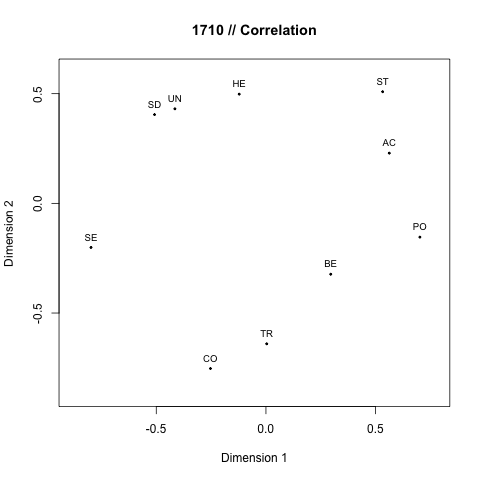 1710 // Correlation
ST
HE
UN
SD
AC
PO
SE
BE
TR
CO
0.5
0.0
-0.5
Dimension 2
-0.5
0.0
0.5
Dimension 1